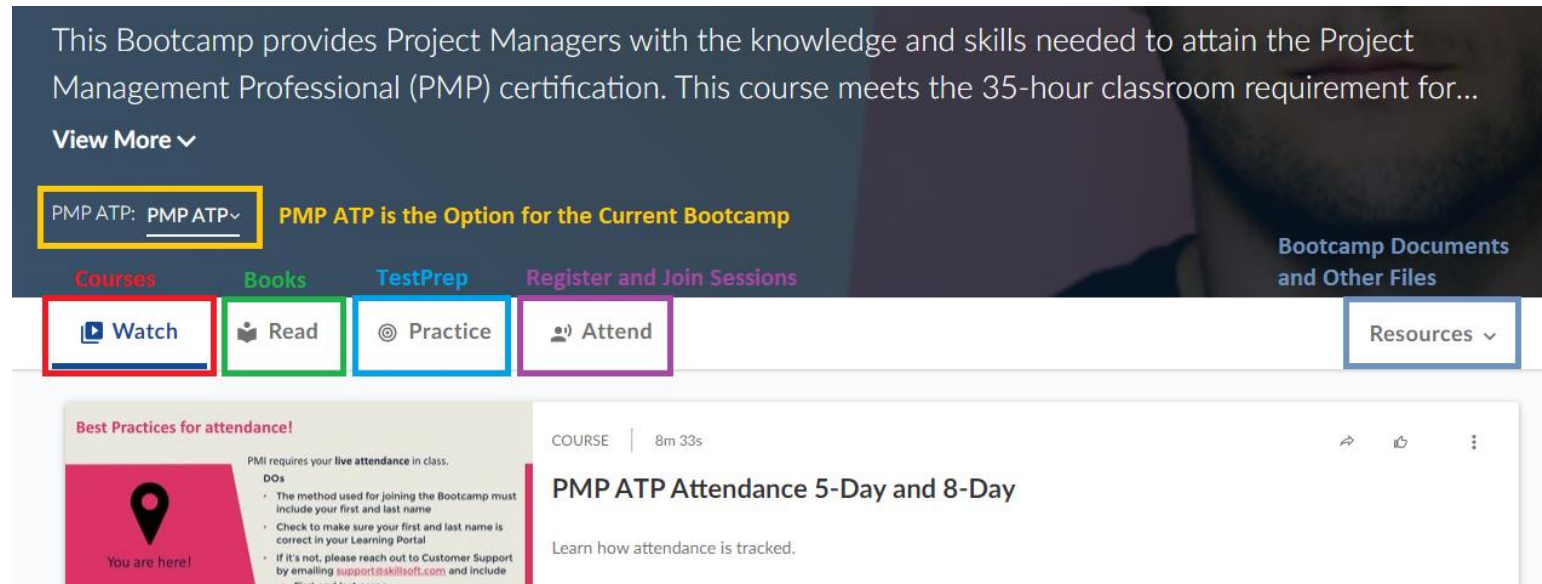 This Bootcamp provides Project Managers with the knowledge and skills needed to attain the Project
Management Professional (PMP) certification. This course meets the 35-hour classroom requirement for...
View More
PMP ATP: PMP ATP
PMP ATP is the Option for the Current Bootcamp
Bootcamp Documents
and Other Files
Courses
Books
TestPrep
Register and Join Sessions
Watch
Read
Practice
Attend
Resources
Best Practices for attendance!
PMI requires your live attendance in class.
DOs
• The method used for joining the Bootcamp must
include your first and last name
• Check to make sure your first and last name is
correct in your Learning Portal
• If it's not, please reach out to Customer Support
by emailing support@skillsoft.com and include
You are here!
COURSE
8m 33s
PMP ATP Attendance 5-Day and 8-Day
Learn how attendance is tracked.